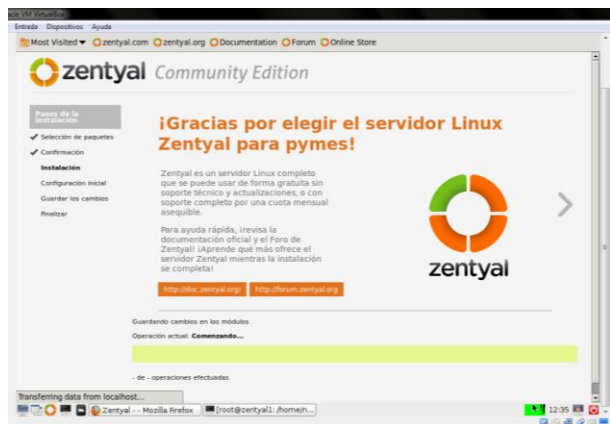 Oracle VM VirtualBox
Entrada Dispositivos Ayuda
Most Visited zentyal.com zentyal.org Documentation Forum Online Store
zentyal Community Edition
Pasos de la instalación
Selección de paquetes
Confirmación
Instalación
Configuración inicial
Guardar los cambios
Finalizar
¡Gracias por elegir el servidor Linux
Zentyal para pymes!
Zentyal es un servidor Linux completo
que se puede usar de forma gratuita sin
soporte técnico y actualizaciones, o con
soporte completo por una cuota mensual
asequible.
Para ayuda rápida, ¡revisa la
documentación oficial y el Foro de
Zentyal! ¡Aprende qué más ofrece el
servidor Zentyal mientras la instalación
se completa!
http://doc.zentyal.org/ http://forum.zentyal.org
zentyal
Guardando cambios en los módulos
Operación actual: Comenzando...
- de - operaciones efectuadas
Transferring data from localhost...
Zentyal - - Mozilla Firefox [root@zentyal1: /home/n... 12:35